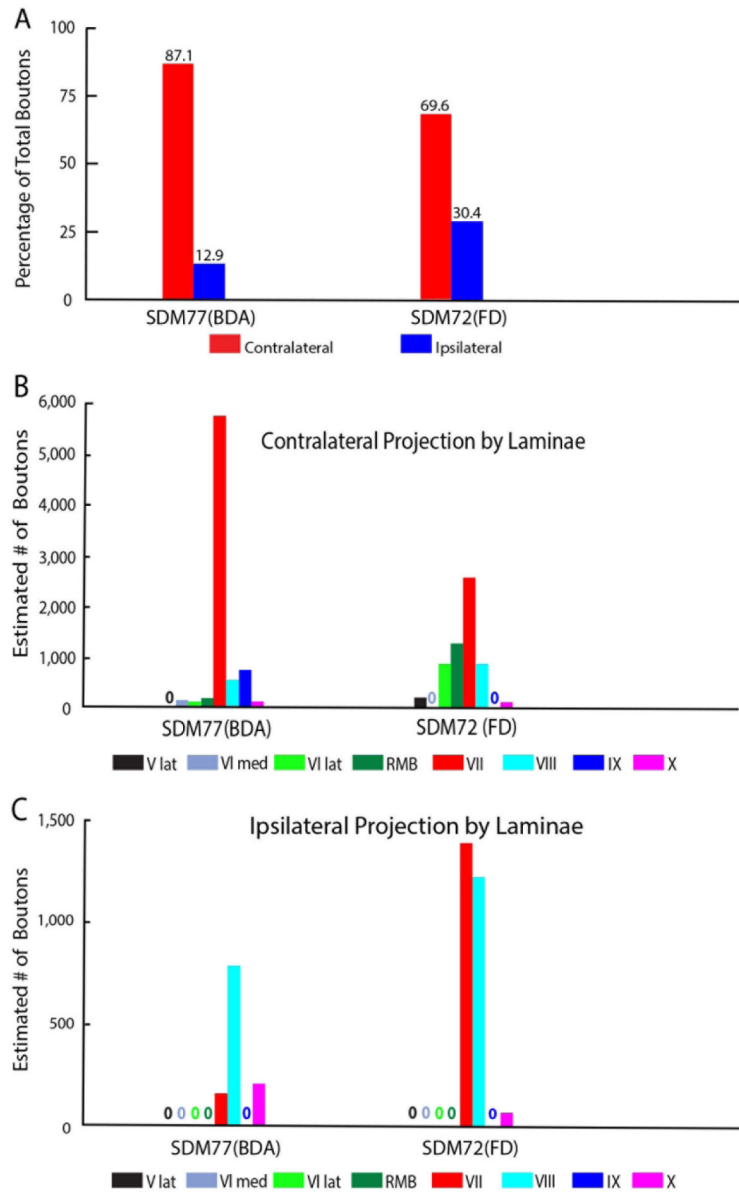 A
Percentage of Total Boutons
100
75
50
25
0
87.1
12.9
69.6
30.4
SDM77(BDA) SDM72(FD)
Contralateral Ipsilateral
B
Contralateral Projection by Laminae
Estimated # of Boutons
6,000
5,000
4,000
3,000
2,000
1,000
0
0 0 0
SDM77(BDA) SDM72 (FD)
V lat VI med VI lat RMB VII VIII IX X
C
Ipsilateral Projection by Laminae
Estimated # of Boutons
1,500
1,000
500
0
0 0 0 0 0 0 0 0 0 0
SDM77(BDA) SDM72(FD)
V lat VI med VI lat RMB VII VIII IX X